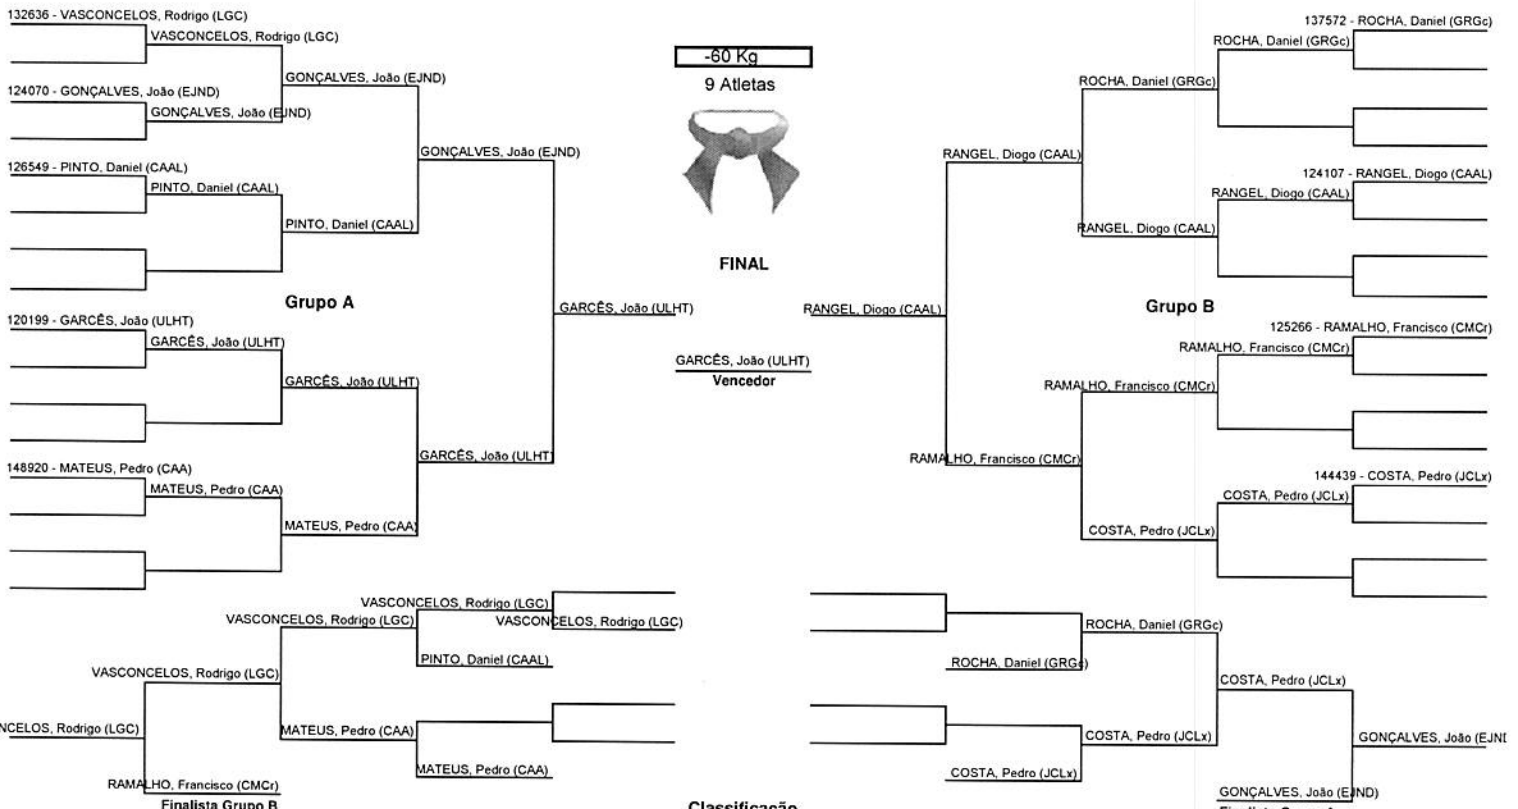 132636 - VASCONCELOS, Rodrigo (LGC)
VASCONCELOS, Rodrigo (LGC)
GONÇALVES, João (EJND)
124070 - GONÇALVES, João (EJND)
GONÇALVES, João (EJND)
GONÇALVES, João (EJND)
126549 - PINTO, Daniel (CAAL)
PINTO, Daniel (CAAL)
PINTO, Daniel (CAAL)
Grupo A
GARCÊS, João (ULHT)
120199 - GARCÊS, João (ULHT)
GARCÊS, João (ULHT)
GARCÊS, João (ULHT)
GARCÊS, João (ULHT)
148920 - MATEUS, Pedro (CAA)
MATEUS, Pedro (CAA)
MATEUS, Pedro (CAA)
-60 Kg
9 Atletas
FINAL
GARCÊS, João (ULHT)
Vencedor
137572 - ROCHA, Daniel (GRGc)
ROCHA, Daniel (GRGc)
ROCHA, Daniel (GRGc)
RANGEL, Diogo (CAAL)
124107 - RANGEL, Diogo (CAAL)
RANGEL, Diogo (CAAL)
RANGEL, Diogo (CAAL)
RANGEL, Diogo (CAAL)
Grupo B
125266 - RAMALHO, Francisco (CMCr)
RAMALHO, Francisco (CMCr)
RAMALHO, Francisco (CMCr)
RAMALHO, Francisco (CMCr)
144439 - COSTA, Pedro (JCLx)
COSTA, Pedro (JCLx)
COSTA, Pedro (JCLx)
VASCONCELOS, Rodrigo (LGC)
VASCONCELOS, Rodrigo (LGC)
VASCONCELOS, Rodrigo (LGC)
PINTO, Daniel (CAAL)
VASCONCELOS, Rodrigo (LGC)
NCELOS, Rodrigo (LGC)
MATEUS, Pedro (CAA)
MATEUS, Pedro (CAA)
RAMALHO, Francisco (CMCr)
Finalista Grupo B
Classificação
ROCHA, Daniel (GRGc)
ROCHA, Daniel (GRGc)
COSTA, Pedro (JCLx)
COSTA, Pedro (JCLx)
COSTA, Pedro (JCLx)
GONÇALVES, João (EJND
GONÇALVES, João (EJND)